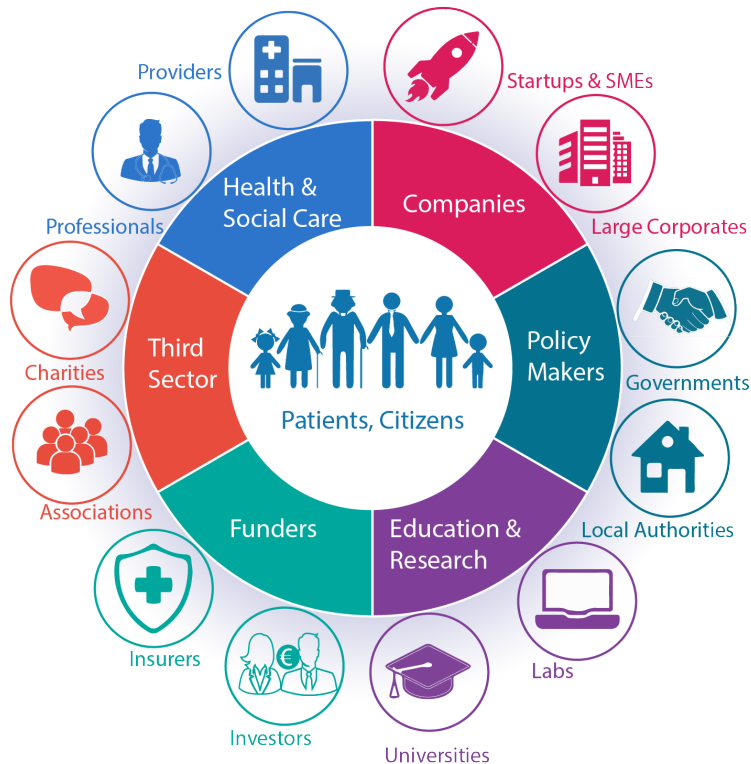 Providers
Startups & SMEs
Professionals
Large Corporates
Health &
Social Care
Companies
Charities
Third
Sector
Policy
Makers
Governments
Patients, Citizens
Associations
Funders
Education &
Research
Local Authorities
Insurers
€
Labs
Investors
Universities